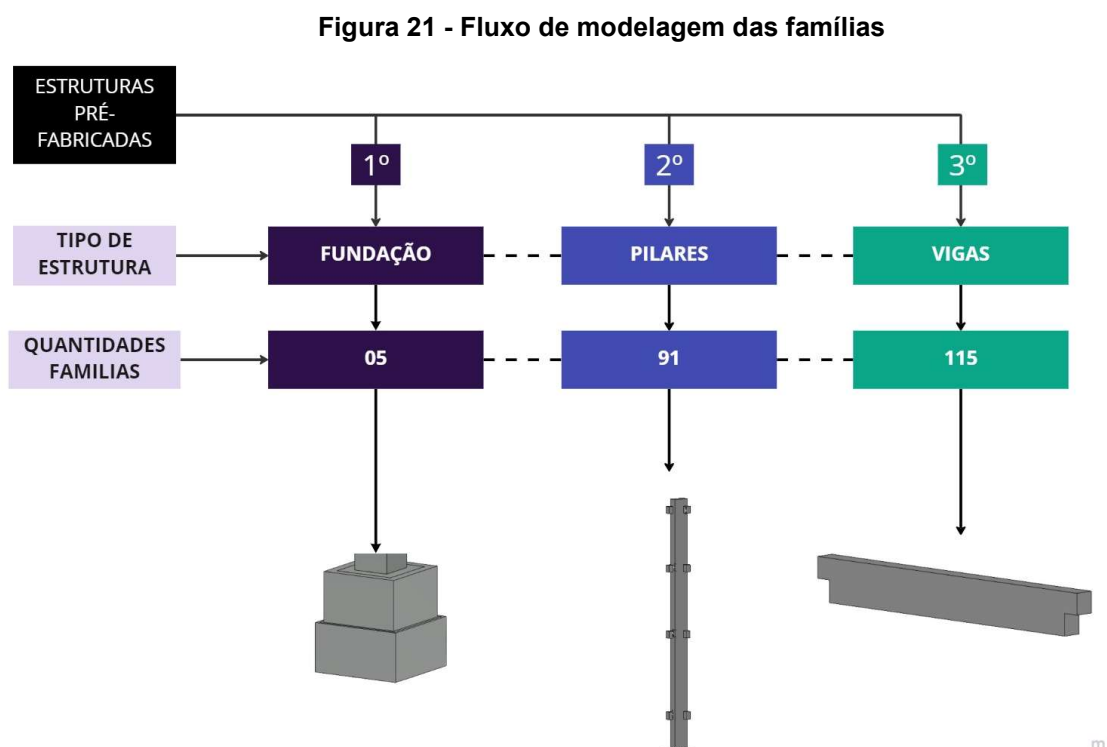 Figura 21 - Fluxo de modelagem das famílias
ESTRUTURAS
PRÉ-
FABRICADAS
1º
2º
3º
TIPO DE
ESTRUTURA
FUNDAÇÃO
PILARES
VIGAS
QUANTIDADES
FAMILIAS
05
91
115
m